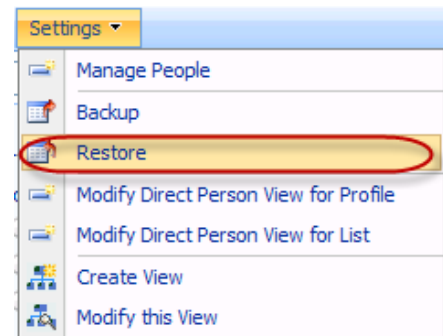 Settings
Manage People
Backup
Restore
Modify Direct Person View for Profile
Modify Direct Person View for List
Create View
Modify this View